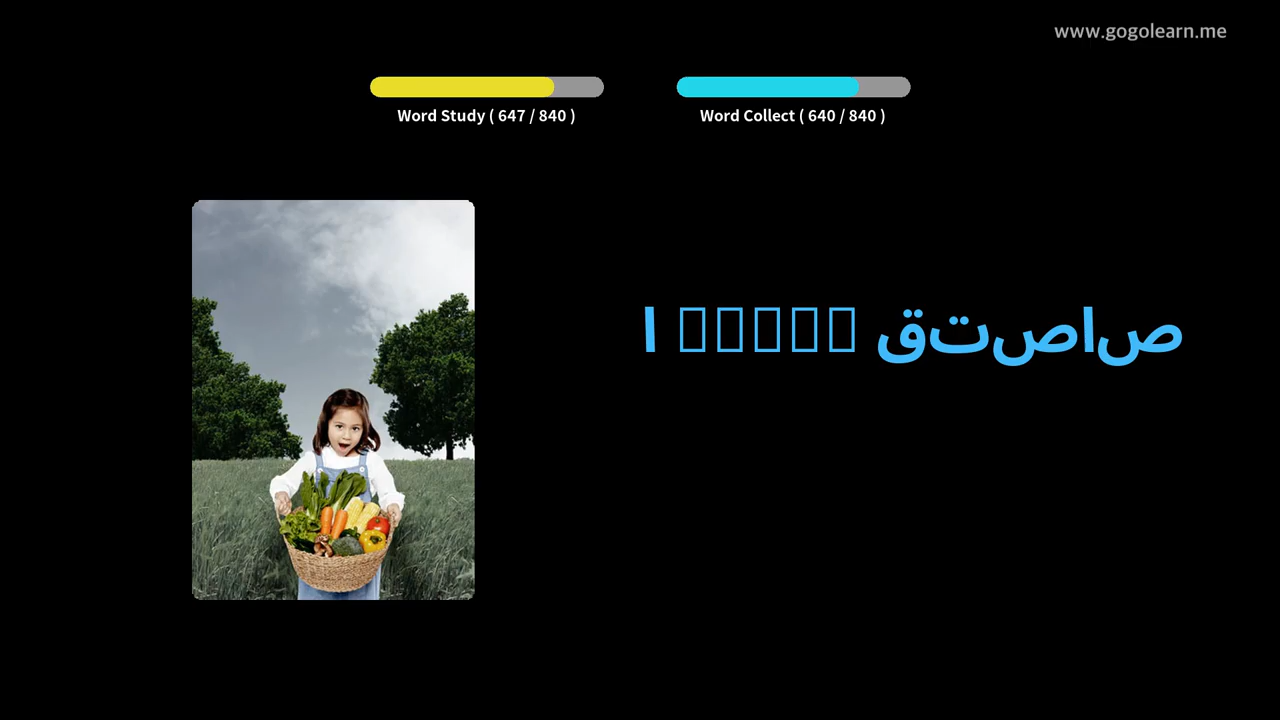 www.gogolearn.me
Word Study ( 647 / 840 )
Word Collect ( 640 / 840 )
صاصتق □□□□□ ا